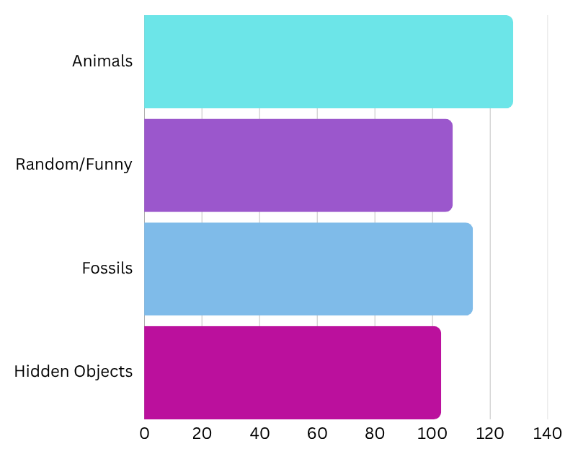 Animals
Random/Funny
Fossils
Hidden Objects
0 20 40 60 80 100 120 140